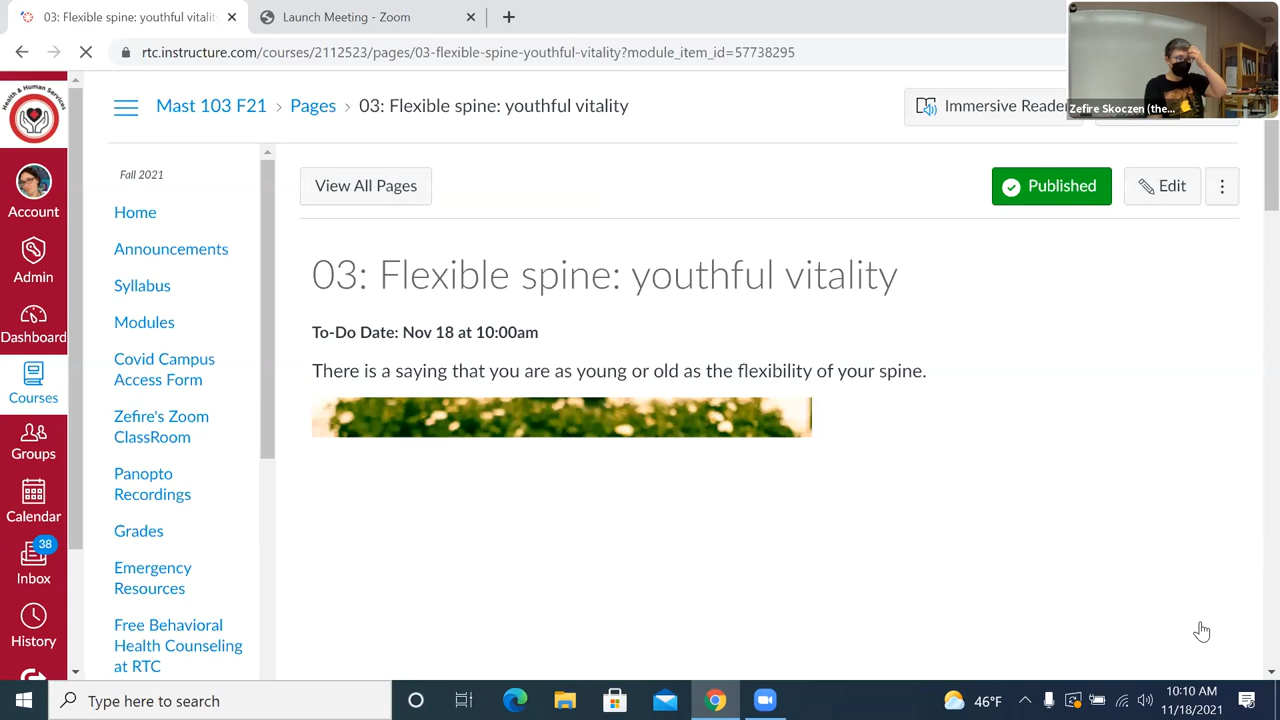 03: Flexible spine: youthful vitalit
Launch Meeting - Zoom
rtc.instructure.com/courses/2112523/pages/03-flexible-spine-youthful-vitality?module_item_id=57738295
Zefire Skoczen (the...
Health & Human Services
Mast 103 F21 > Pages > 03: Flexible spine: youthful vitality
Immersive Reader
Fall 2021
View All Pages
Published
Edit
Account
Admin
Dashboard
Courses
Groups
Calendar
38
Inbox
History
Home
Announcements
Syllabus
Modules
Covid Campus
Access Form
Zefire's Zoom
ClassRoom
Panopto
Recordings
Grades
Emergency
Resources
Free Behavioral
Health Counseling
at RTC
03: Flexible spine: youthful vitality
To-Do Date: Nov 18 at 10:00am
There is a saying that you are as young or old as the flexibility of your spine.
Type here to search
46°F
10:10 AM
11/18/2021